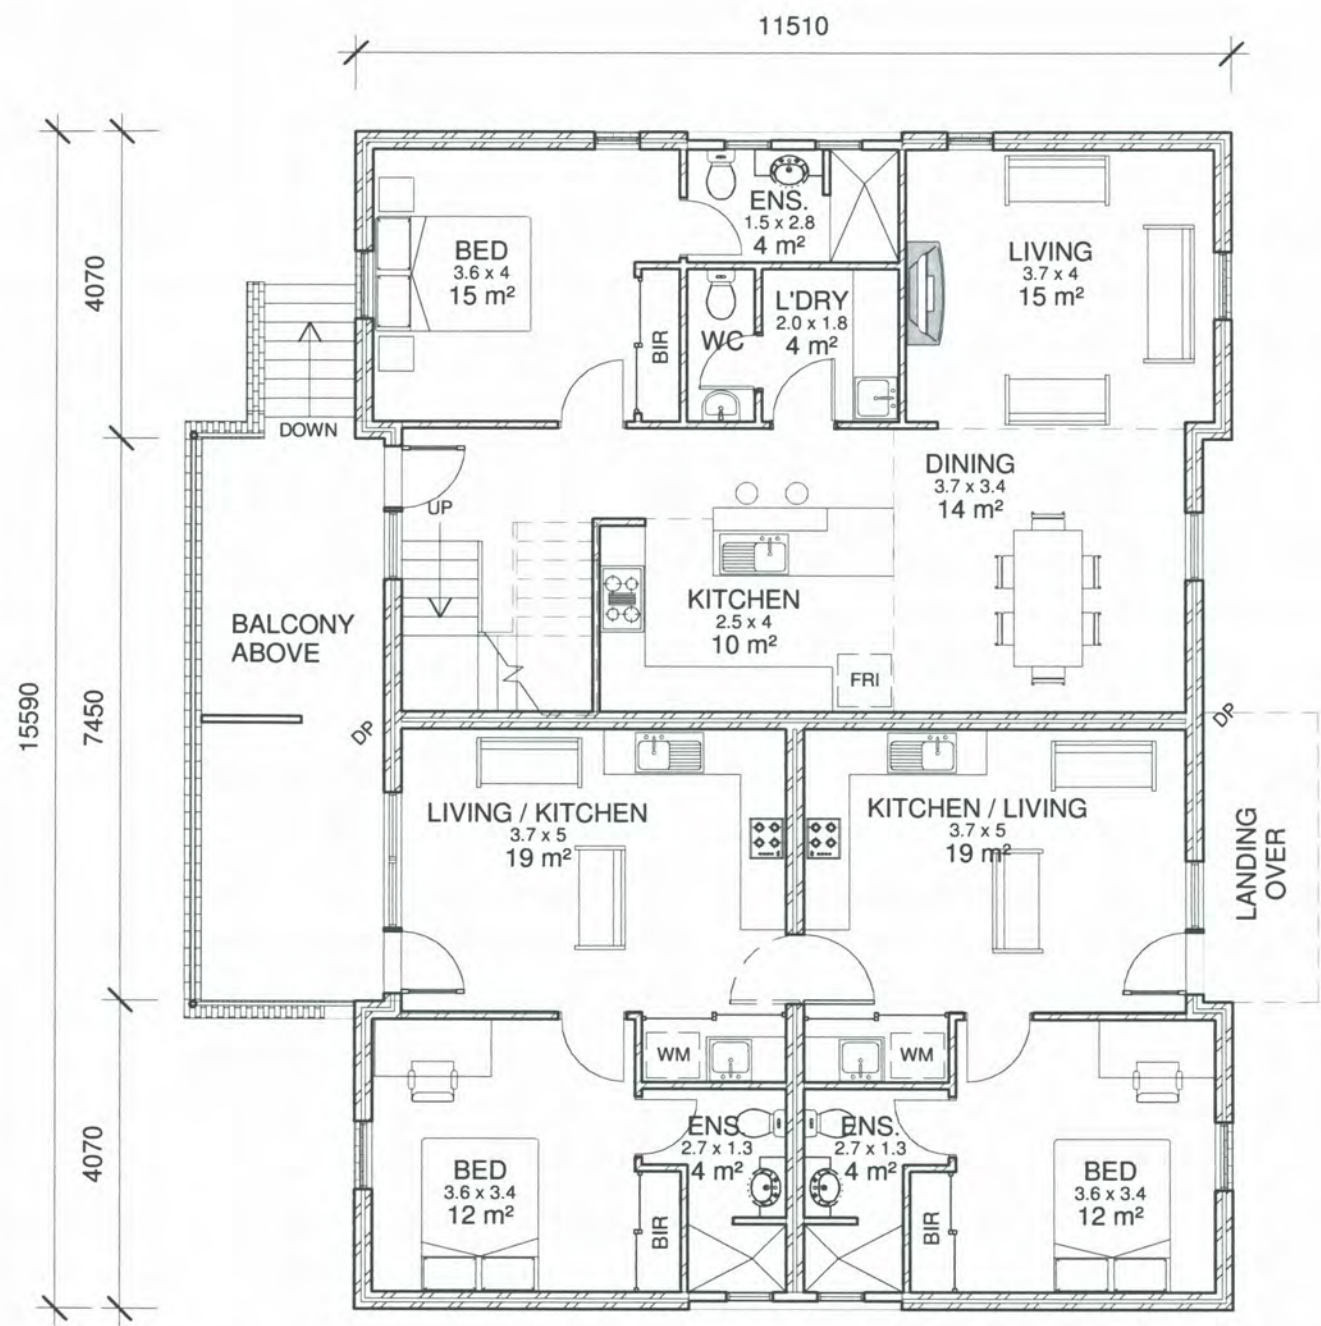 11510
4070
7450
4070
15590
BED
3.6 x 4
15 m²
BIR
ENS.
1.5 x 2.8
4 m²
WC
L'DRY
2.0 x 1.8
4 m²
LIVING
3.7 x 4
15 m²
DOWN
UP
DINING
3.7 x 3.4
14 m²
KITCHEN
2.5 x 4
10 m²
FRI
BALCONY
ABOVE
DP
DP
LIVING / KITCHEN
3.7 x 5
19 m²
KITCHEN / LIVING
3.7 x 5
19 m²
LANDING
OVER
WM
WM
ENS.
2.7 x 1.3
4 m²
ENS.
2.7 x 1.3
4 m²
BED
3.6 x 3.4
12 m²
BIR
BIR
BED
3.6 x 3.4
12 m²